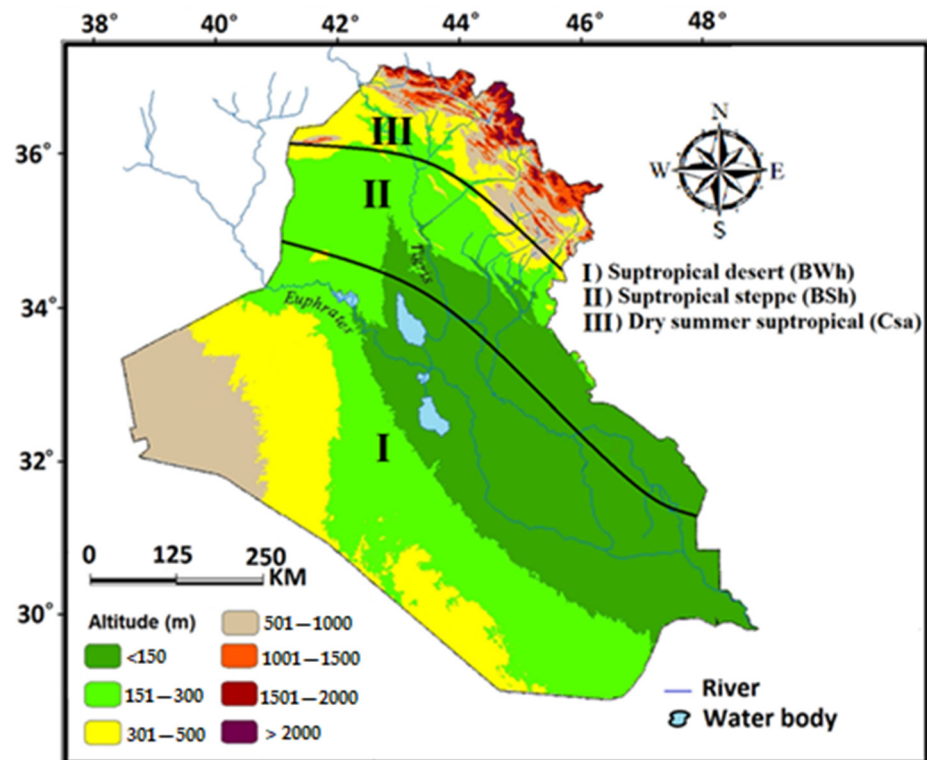 38° 40° 42° 44° 46° 48°
36°
34°
32°
30°
III
II
I
Tigris
Euphrater
N
W E
S
I) Suptropical desert (BWh)
II) Suptropical steppe (BSh)
III) Dry summer suptropical (Csa)
0 125 250
KM
Altitude (m)
<150
151—300
301—500
501—1000
1001—1500
1501—2000
> 2000
River
Water body